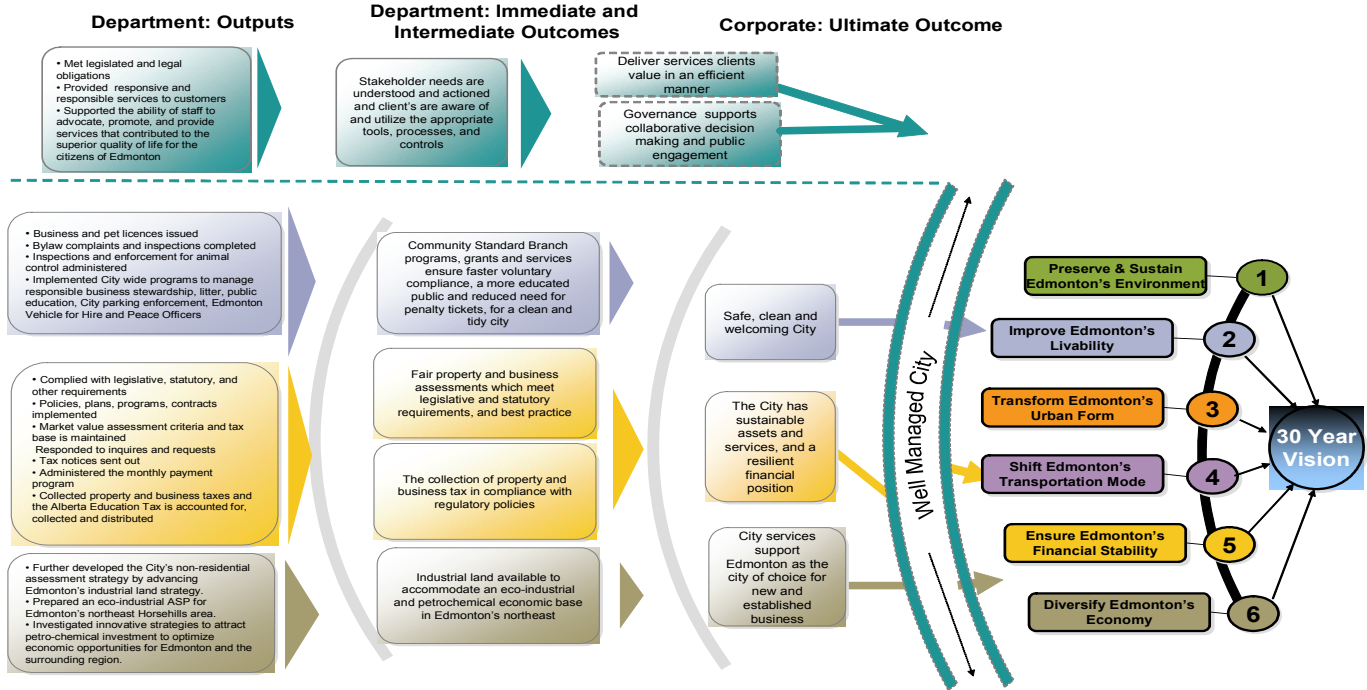 Department: Outputs
Department: Immediate and
Intermediate Outcomes
Corporate: Ultimate Outcome
• Met legislated and legal
obligations
• Provided responsive and
responsible services to customers
• Supported the ability of staff to
advocate, promote, and provide
services that contributed to the
superior quality of life for the
citizens of Edmonton
Stakeholder needs are
understood and actioned
and client's are aware of
and utilize the appropriate
tools, processes, and
controls
Deliver services clients
value in an efficient
manner
Governance supports
collaborative decision
making and public
engagement
• Business and pet licences issued
• Bylaw complaints and inspections completed
• Inspections and enforcement for animal
control administered
• Implemented City wide programs to manage
responsible business stewardship, litter, public
education, City parking enforcement, Edmonton
Vehicle for Hire and Peace Officers
Community Standard Branch
programs, grants and services
ensure faster voluntary
compliance, a more educated
public and reduced need for
penalty tickets, for a clean and
tidy city
Safe, clean and
welcoming City
• Complied with legislative, statutory, and
other requirements
• Policies, plans, programs, contracts
implemented
• Market value assessment criteria and tax
base is maintained
Responded to inquires and requests
• Tax notices sent out
• Administered the monthly payment
program
• Collected property and business taxes and
the Alberta Education Tax is accounted for,
collected and distributed
Fair property and business
assessments which meet
legislative and statutory
requirements, and best practice
The collection of property and
business tax in compliance with
regulatory policies
The City has
sustainable
assets and
services, and a
resilient
financial
position
• Further developed the City's non-residential
assessment strategy by advancing
Edmonton's industrial land strategy.
• Prepared an eco-industrial ASP for
Edmonton's northeast Horsehills area.
• Investigated innovative strategies to attract
petro-chemical investment to optimize
economic opportunities for Edmonton and the
surrounding region.
Industrial land available to
accommodate an eco-industrial
and petrochemical economic base
in Edmonton's northeast
City services
support
Edmonton as the
city of choice for
new and
established
business
Well Managed City
Preserve & Sustain
Edmonton's Environment
1
Improve Edmonton's
Livability
2
Transform Edmonton's
Urban Form
3
Shift Edmonton's
Transportation Mode
4
Ensure Edmonton's
Financial Stability
5
Diversify Edmonton's
Economy
6
30 Year
Vision